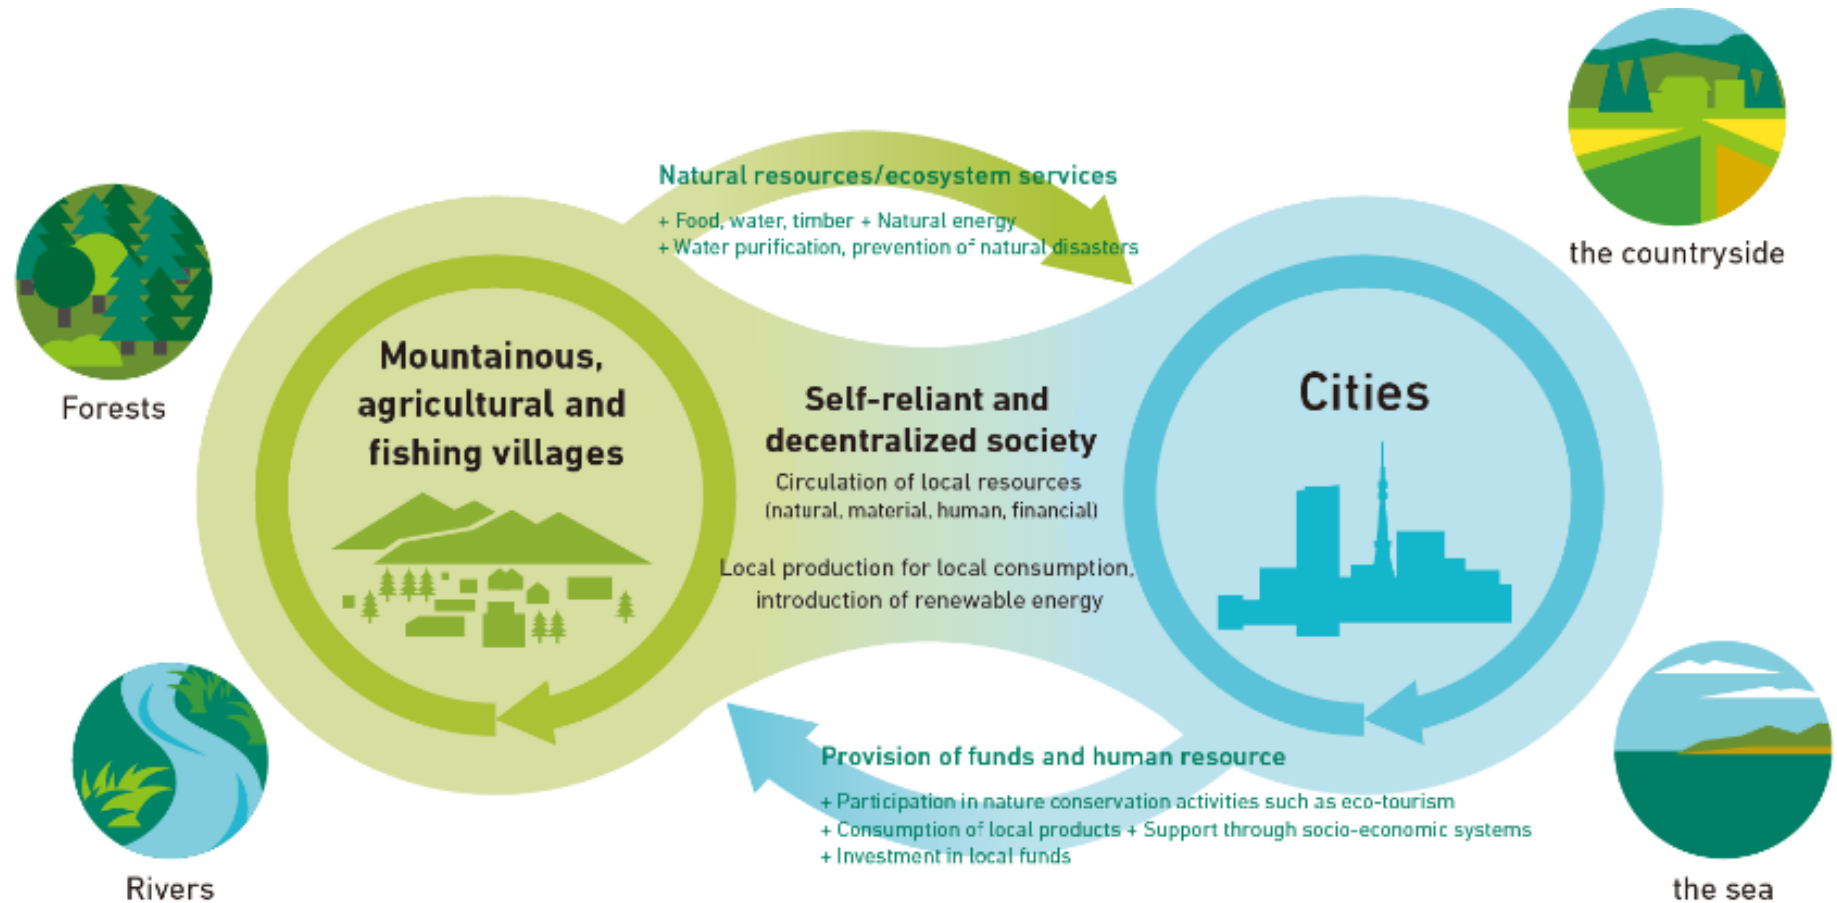 Natural resources/ecosystem services
+ Food, water, timber + Natural energy
+ Water purification, prevention of natural disasters
the countryside
Forests
Mountainous,
agricultural and
fishing villages
Self-reliant and
decentralized society
Circulation of local resources
(natural, material, human, financial)
Local production for local consumption,
introduction of renewable energy
Cities
Provision of funds and human resource
+ Participation in nature conservation activities such as eco-tourism
+ Consumption of local products + Support through socio-economic systems
+ Investment in local funds
Rivers
the sea